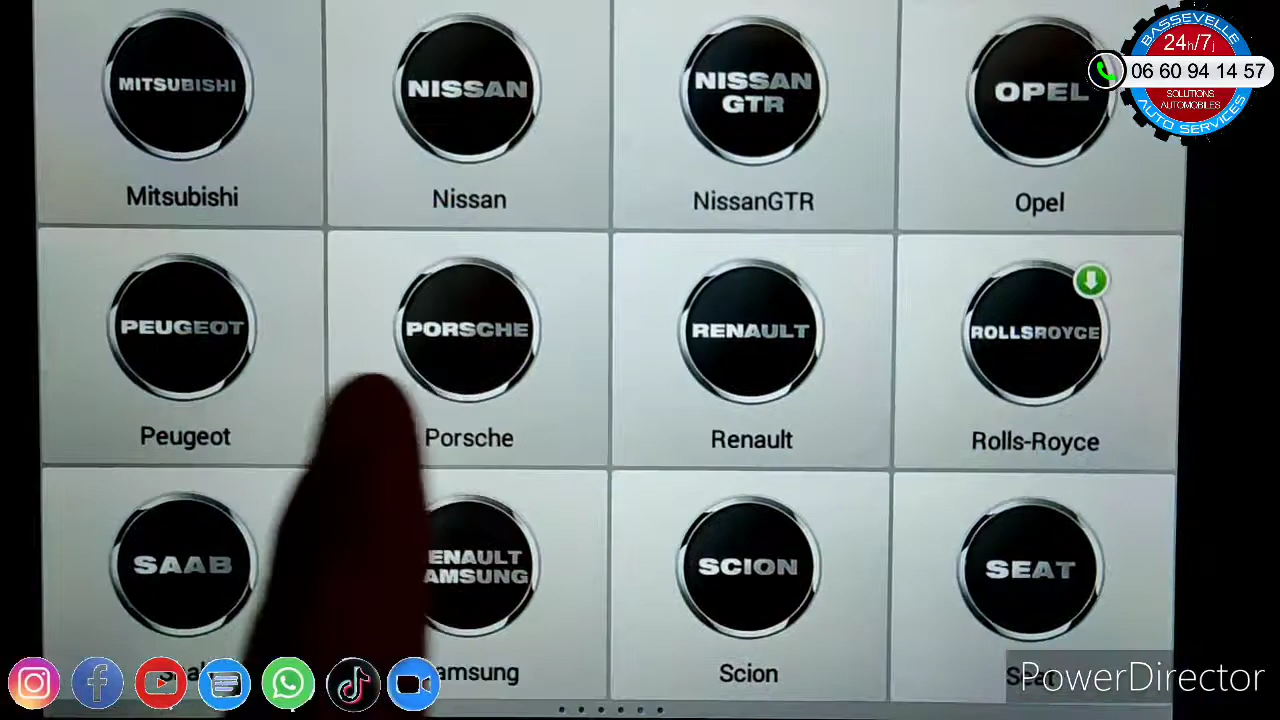 MITSUBISHI
Mitsubishi
NISSAN
Nissan
NISSAN
GTR
NissanGTR
OPEL
Opel
BASSEVELLE
24h/7j
06 60 94 14 57
SOLUTIONS
AUTOMOBILES
AUTO SERVICES
PEUGEOT
Peugeot
PORSCHE
Porsche
RENAULT
Renault
ROLLSROYCE
Rolls-Royce
SAAB
ENAULT
AMSUNG
amsung
SCION
Scion
SEAT
PowerDirector